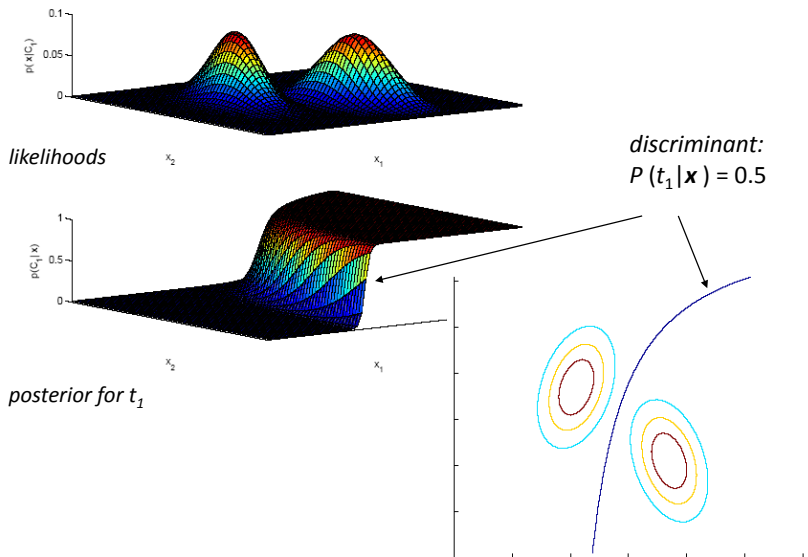 0.1
0.05
0
p(x|C₁)
likelihoods
x₂
x₁
discriminant:
P (t₁|x ) = 0.5
1
0.5
0
p(C₁|x)
x₂
x₁
posterior for t₁